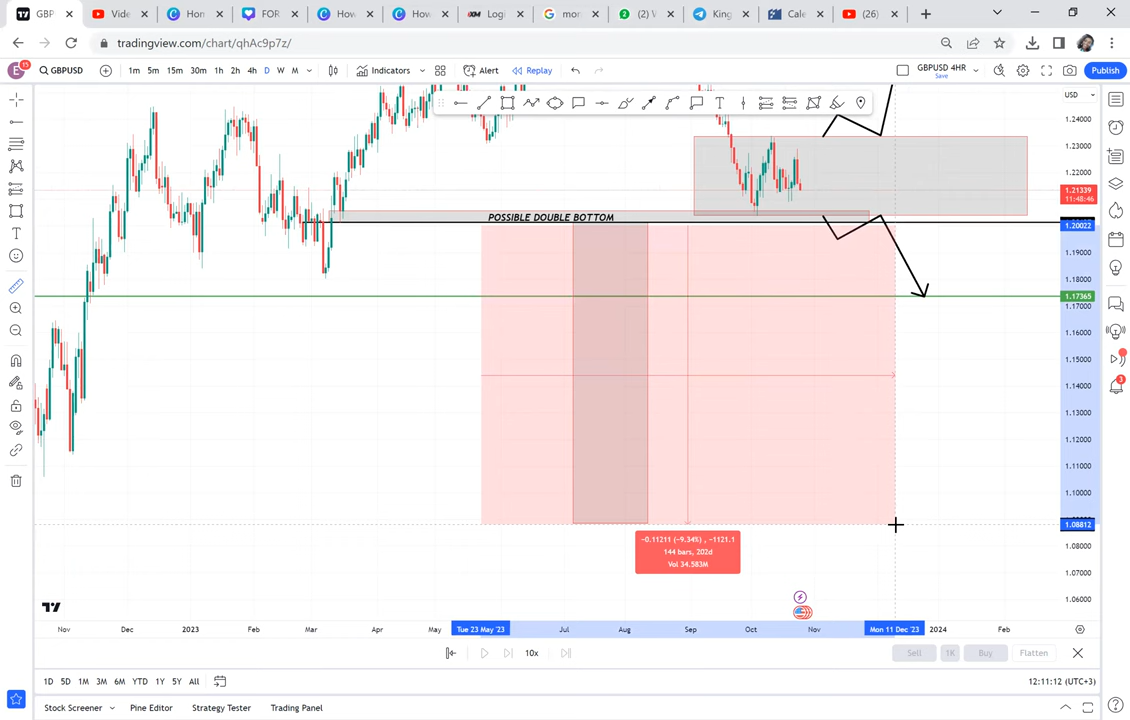 GBP
Vide
Hon
FOR
How
How
Logi
mor
(2) V
King
Cale
(26)
tradingview.com/chart/qhAc9p7z/
E 15
GBPUSD
1m 5m 15m 30m 1h 2h 4h D W M
Indicators
Alert
Replay
GBPUSD 4HR
Save
Publish
USD
1.24000
1.23000
1.22000
1.21339
11:48:46
1.20022
1.19000
1.18000
1.17365
1.17000
1.16000
1.15000
1.14000
1.13000
1.12000
1.11000
1.10000
1.08812
1.08000
1.07000
1.06000
POSSIBLE DOUBLE BOTTOM
−0.11211 (−9.34%) , −1121.1
144 bars, 202d
Vol 34.583M
3
Nov Dec 2023 Feb Mar Apr May Tue 23 May '23 Jul Aug Sep Oct Nov Mon 11 Dec '23 2024 Feb
10x
Sell 1K Buy Flatten
1D 5D 1M 3M 6M YTD 1Y 5Y All
12:11:12 (UTC+3)
Stock Screener Pine Editor Strategy Tester Trading Panel